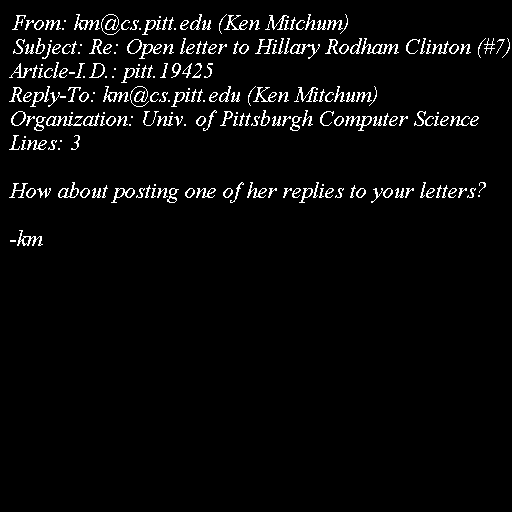 From: km@cs.pitt.edu (Ken Mitchum)
Subject: Re: Open letter to Hillary Rodham Clinton (#7)
Article-I.D.: pitt.19425
Reply-To: km@cs.pitt.edu (Ken Mitchum)
Organization: Univ. of Pittsburgh Computer Science
Lines: 3

How about posting one of her replies to your letters?

-km